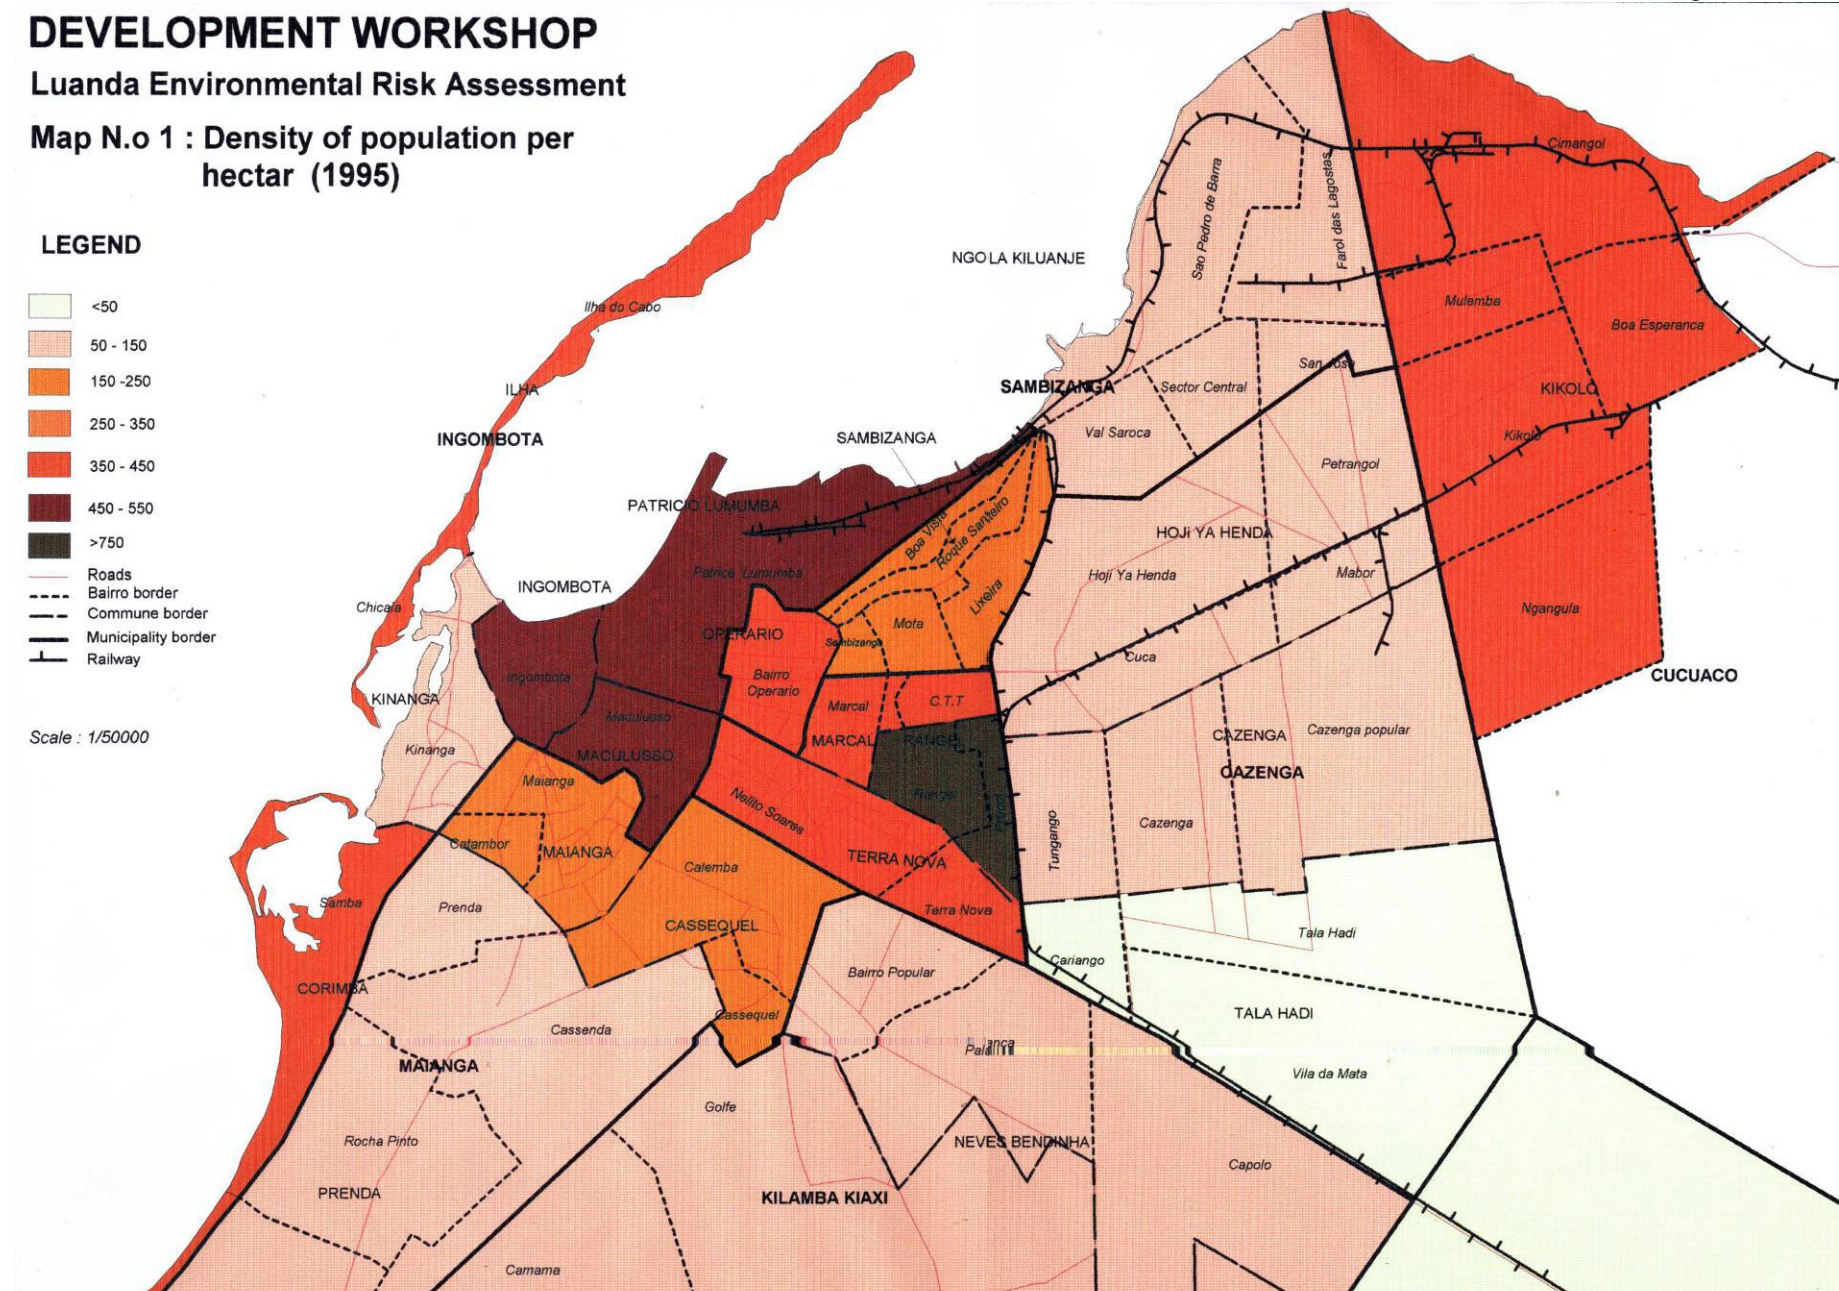 DEVELOPMENT WORKSHOP
Luanda Environmental Risk Assessment
Map N.o 1 : Density of population per
hectar (1995)
LEGEND
<50
50 - 150
150 -250
250 - 350
350 - 450
450 - 550
>750
Roads
Bairro border
Commune border
Municipality border
Railway
Scale : 1/50000
Cimangol
Sao Pedro de Barra
Farol das Lagostas
NGOLA KILUANJE
Ilha do Cabo
Mulemba
Boa Esperanca
San Jose
ILHA
SAMBIZANGA
Sector Central
KIKOLO
INGOMBOTA
SAMBIZANGA
Val Saroca
Kikolo
Petrangol
PATRICIO LUMUMBA
Boa Vista
Roque Santeiro
HOJI YA HENDA
Patrice Lumumba
Hoji Ya Henda
Mabor
INGOMBOTA
Lixeira
Chicala
Ngangula
Mota
OPERARIO
Sambizanga
Cuca
Ingombota
Bairro
Operario
CUCUACO
KINANGA
Marcal
C.T.T
Maculusso
Kinanga
MARCAL
RANGEL
CAZENGA
Cazenga popular
MACULUSSO
CAZENGA
Maianga
Rangel
Nelito Soares
Tungango
Cazenga
Catambor
MAIANGA
Calemba
TERRA NOVA
Samba
Prenda
Terra Nova
CASSEQUEL
Tala Hadi
Cariango
Bairro Popular
CORIMBA
Cassequel
TALA HADI
Cassenda
MAIANGA
Vila da Mata
Golfe
Rocha Pinto
NEVES BENDINHA
Capolo
PRENDA
KILAMBA KIAXI
Camama